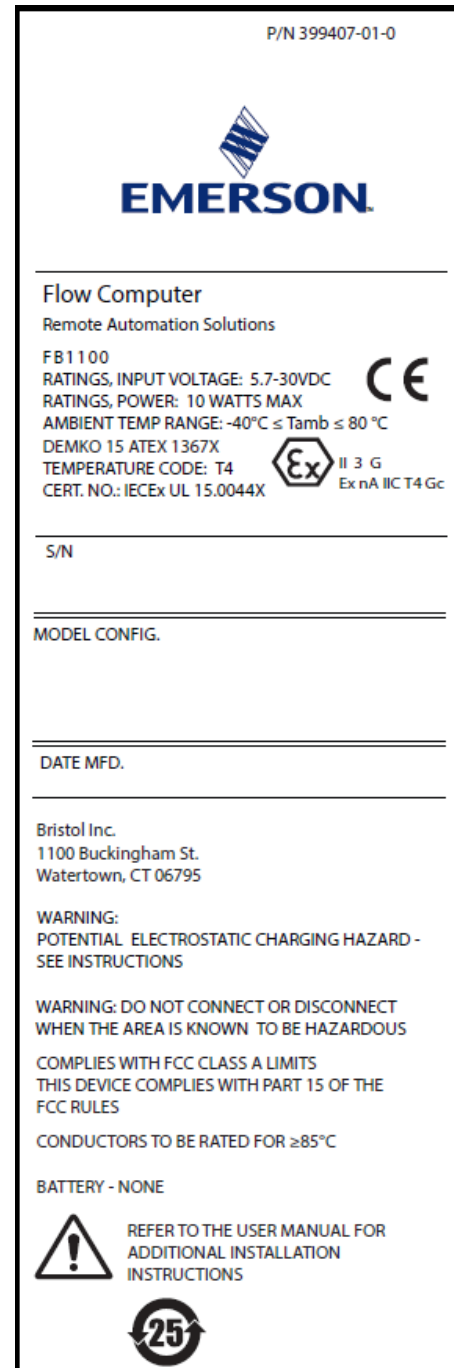 P/N 399407-01-0
EMERSON™
Flow Computer
Remote Automation Solutions
FB1100
RATINGS, INPUT VOLTAGE: 5.7-30VDC
RATINGS, POWER: 10 WATTS MAX
CE
AMBIENT TEMP RANGE: -40°C ≤ Tamb ≤ 80 °C
DEMKO 15 ATEX 1367X
TEMPERATURE CODE: T4
CERT. NO.: IECEx UL 15.0044X
Ex
II 3 G
Ex nA IIC T4 Gc
S/N
MODEL CONFIG.
DATE MFD.
Bristol Inc.
1100 Buckingham St.
Watertown, CT 06795
WARNING:
POTENTIAL ELECTROSTATIC CHARGING HAZARD -
SEE INSTRUCTIONS
WARNING: DO NOT CONNECT OR DISCONNECT
WHEN THE AREA IS KNOWN TO BE HAZARDOUS
COMPLIES WITH FCC CLASS A LIMITS
THIS DEVICE COMPLIES WITH PART 15 OF THE
FCC RULES
CONDUCTORS TO BE RATED FOR ≥85°C
BATTERY - NONE
REFER TO THE USER MANUAL FOR
ADDITIONAL INSTALLATION
INSTRUCTIONS
25